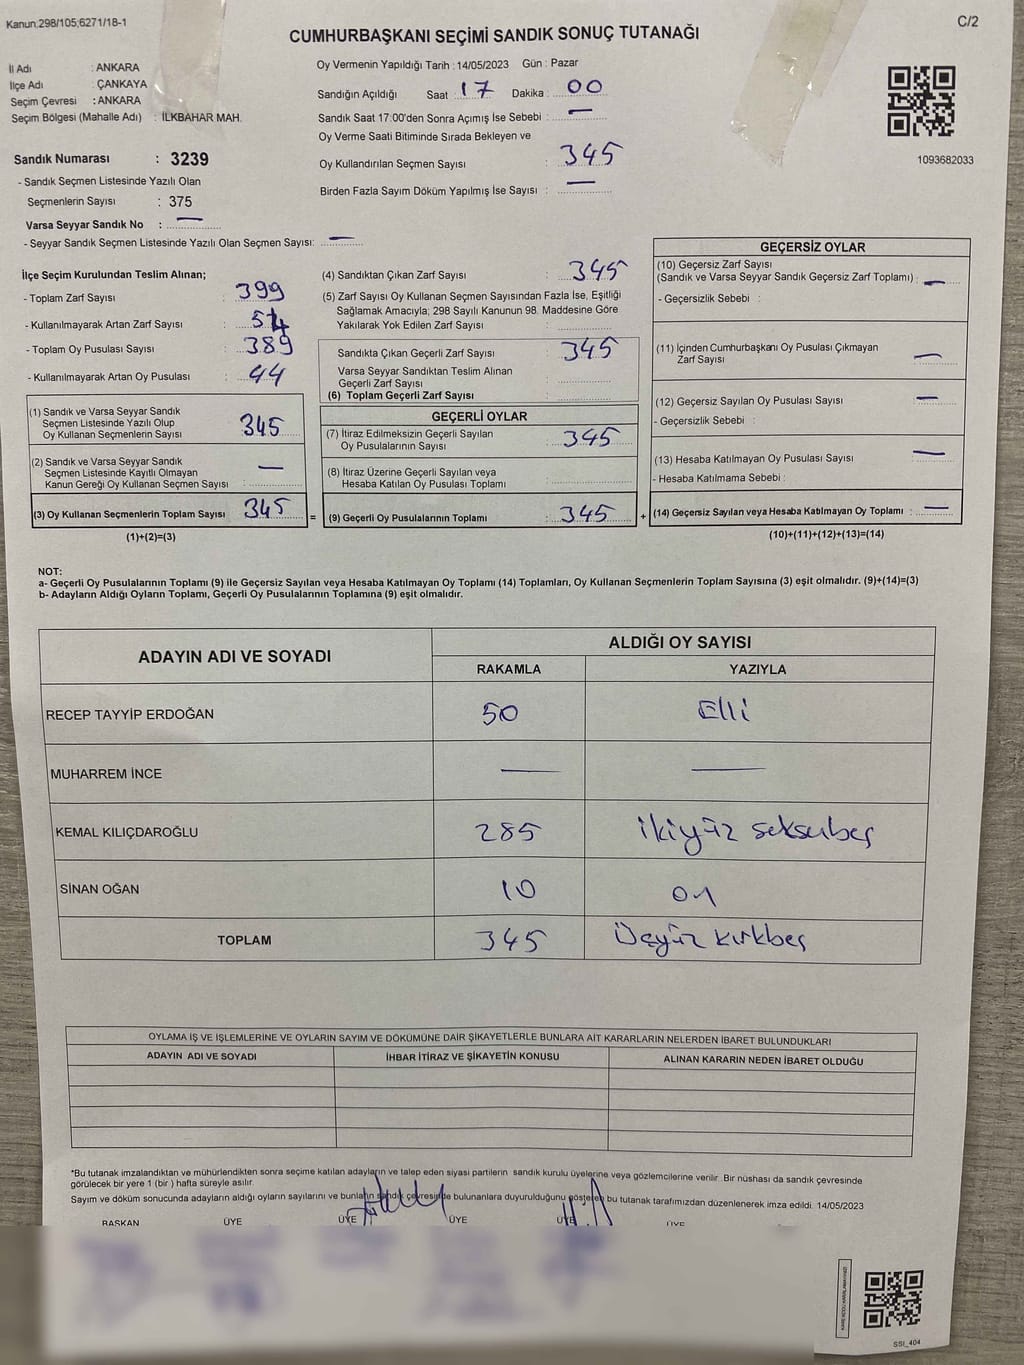 Kanun:298/105;6271/18-1
C/2
CUMHURBAŞKANI SEÇİMİ SANDIK SONUÇ TUTANAĞI
İl Adı : ANKARA
İlçe Adı : ÇANKAYA
Seçim Çevresi : ANKARA
Seçim Bölgesi (Mahalle Adı) : İLKBAHAR MAH.
Sandık Numarası : 3239
- Sandık Seçmen Listesinde Yazılı Olan
Seçmenlerin Sayısı : 375
Varsa Seyyar Sandık No : —
- Seyyar Sandık Seçmen Listesinde Yazılı Olan Seçmen Sayısı: —
Oy Vermenin Yapıldığı Tarih : 14/05/2023 Gün : Pazar
Sandığın Açıldığı Saat : 17 Dakika : 00
Sandık Saat 17:00'den Sonra Açımış İse Sebebi : —
Oy Verme Saati Bitiminde Sırada Bekleyen ve
Oy Kullandırılan Seçmen Sayısı : 345
Birden Fazla Sayım Döküm Yapılmış İse Sayısı : —
1093682033
İlçe Seçim Kurulundan Teslim Alınan;
- Toplam Zarf Sayısı : 399
- Kullanılmayarak Artan Zarf Sayısı : 54
- Toplam Oy Pusulası Sayısı : 389
- Kullanılmayarak Artan Oy Pusulası : 44
(1) Sandık ve Varsa Seyyar Sandık
Seçmen Listesinde Yazılı Olup
Oy Kullanan Seçmenlerin Sayısı 345
(2) Sandık ve Varsa Seyyar Sandık
Seçmen Listesinde Kayıtlı Olmayan
Kanun Gereği Oy Kullanan Seçmen Sayısı : —
(3) Oy Kullanan Seçmenlerin Toplam Sayısı 345
(1)+(2)=(3)
(4) Sandıktan Çıkan Zarf Sayısı : 345
(5) Zarf Sayısı Oy Kullanan Seçmen Sayısından Fazla İse, Eşitliği
Sağlamak Amacıyla; 298 Sayılı Kanunun 98. Maddesine Göre
Yakılarak Yok Edilen Zarf Sayısı :
Sandıkta Çıkan Geçerli Zarf Sayısı : 345
Varsa Seyyar Sandıktan Teslim Alınan
Geçerli Zarf Sayısı :
(6) Toplam Geçerli Zarf Sayısı :
GEÇERLİ OYLAR
(7) İtiraz Edilmeksizin Geçerli Sayılan
Oy Pusulalarının Sayısı : 345
(8) İtiraz Üzerine Geçerli Sayılan veya
Hesaba Katılan Oy Pusulası Toplamı :
= (9) Geçerli Oy Pusulalarının Toplamı : 345
GEÇERSİZ OYLAR
(10) Geçersiz Zarf Sayısı
(Sandık ve Varsa Seyyar Sandık Geçersiz Zarf Toplamı) : —
- Geçersizlik Sebebi :
(11) İçinden Cumhurbaşkanı Oy Pusulası Çıkmayan
Zarf Sayısı —
(12) Geçersiz Sayılan Oy Pusulası Sayısı : —
- Geçersizlik Sebebi :
(13) Hesaba Katılmayan Oy Pusulası Sayısı : —
- Hesaba Katılmama Sebebi :
+ (14) Geçersiz Sayılan veya Hesaba Katılmayan Oy Toplamı : —
(10)+(11)+(12)+(13)=(14)
NOT:
a- Geçerli Oy Pusulalarının Toplamı (9) ile Geçersiz Sayılan veya Hesaba Katılmayan Oy Toplamı (14) Toplamları, Oy Kullanan Seçmenlerin Toplam Sayısına (3) eşit olmalıdır. (9)+(14)=(3)
b- Adayların Aldığı Oyların Toplamı, Geçerli Oy Pusulalarının Toplamına (9) eşit olmalıdır.
ADAYIN ADI VE SOYADI ALDIĞI OY SAYISI
RAKAMLA YAZIYLA
RECEP TAYYİP ERDOĞAN 50 Elli
MUHARREM İNCE — —
KEMAL KILIÇDAROĞLU 285 ikiyüz seksenbeş
SİNAN OĞAN 10 on
TOPLAM 345 Üçyüz kırkbeş
OYLAMA İŞ VE İŞLEMLERİNE VE OYLARIN SAYIM VE DÖKÜMÜNE DAİR ŞİKAYETLERLE BUNLARA AİT KARARLARIN NELERDEN İBARET BULUNDUKLARI
ADAYIN ADI VE SOYADI İHBAR İTİRAZ VE ŞİKAYETİN KONUSU ALINAN KARARIN NEDEN İBARET OLDUĞU
*Bu tutanak imzalandıktan ve mühürlendikten sonra seçime katılan adayların ve talep eden siyasi partilerin sandık kurulu üyelerine veya gözlemcilerine verilir. Bir nüshası da sandık çevresinde
görülecek bir yere 1 (bir ) hafta süreyle asılır.
Sayım ve döküm sonucunda adayların aldığı oyların sayılarını ve bunların sandık çevresinde bulunanlara duyurulduğunu gösteren bu tutanak tarafımızdan düzenlenerek imza edildi. 14/05/2023
BAŞKAN ÜYE ÜYE ÜYE ÜYE ÜYE
SSI_404